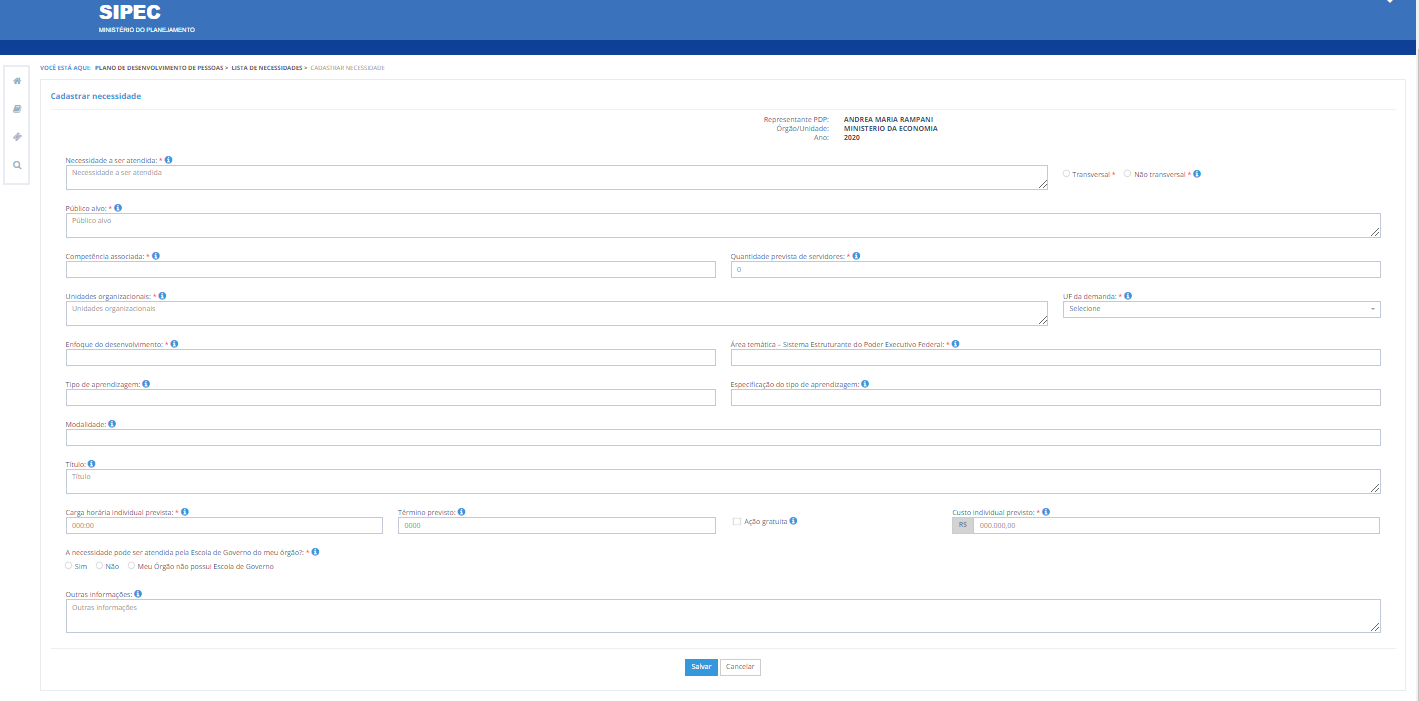 SIPEC
MINISTÉRIO DO PLANEJAMENTO
VOCÊ ESTÁ AQUI: PLANO DE DESENVOLVIMENTO DE PESSOAS > LISTA DE NECESSIDADES > CADASTRAR NECESSIDADE
Cadastrar necessidade
Representante PDP: ANDREA MARIA RAMPANI
Órgão/Unidade: MINISTERIO DA ECONOMIA
Ano: 2020
Necessidade a ser atendida: *
Necessidade a ser atendida
Transversal * Não transversal *
Público alvo: *
Público alvo
Competência associada: * Quantidade prevista de servidores: *
0
Unidades organizacionais: * UF da demanda: *
Unidades organizacionais Selecione
Enfoque do desenvolvimento: * Área temática – Sistema Estruturante do Poder Executivo Federal: *
Tipo de aprendizagem: Especificação do tipo de aprendizagem:
Modalidade:
Título:
Título
Carga horária individual prevista: * Término previsto: Ação gratuita Custo individual previsto: *
000:00 0000 R$ 000.000,00
A necessidade pode ser atendida pela Escola de Governo do meu órgão?: *
Sim Não Meu Órgão não possui Escola de Governo
Outras informações:
Outras informações
Salvar Cancelar